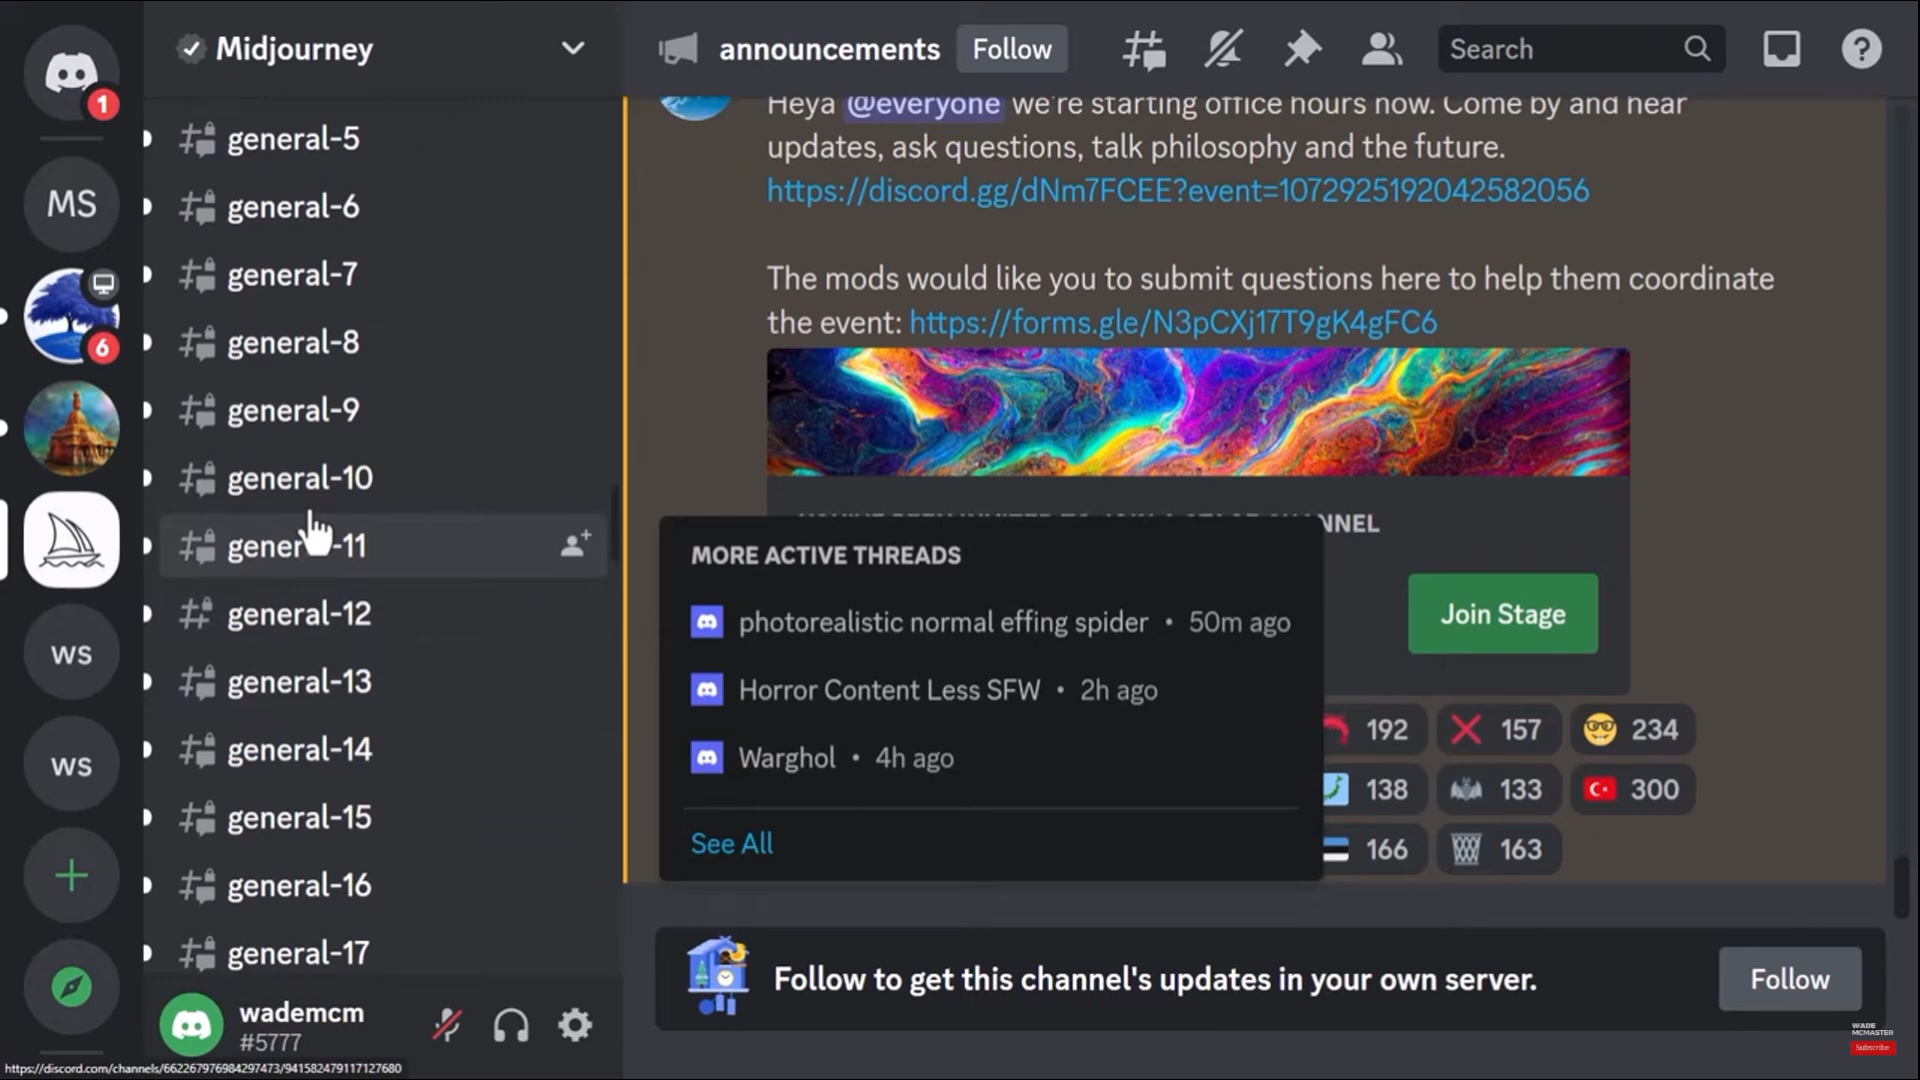 1
MS
6
WS
WS
Midjourney
general-5
general-6
general-7
general-8
general-9
general-10
general-11
general-12
general-13
general-14
general-15
general-16
general-17
wademcm
#5777
https://discord.com/channels/662267976984297473/941582479117127680
announcements
Follow
Search
Heya @everyone we're starting office hours now. Come by and hear
updates, ask questions, talk philosophy and the future.
https://discord.gg/dNm7FCEE?event=1072925192042582056
The mods would like you to submit questions here to help them coordinate
the event: https://forms.gle/N3pCXj17T9gK4gFC6
MORE ACTIVE THREADS
photorealistic normal effing spider • 50m ago
Horror Content Less SFW • 2h ago
Warghol • 4h ago
See All
Join Stage
192 157 234
138 133 300
166 163
Follow to get this channel's updates in your own server.
Follow
WADE
MCMASTER
Subscribe